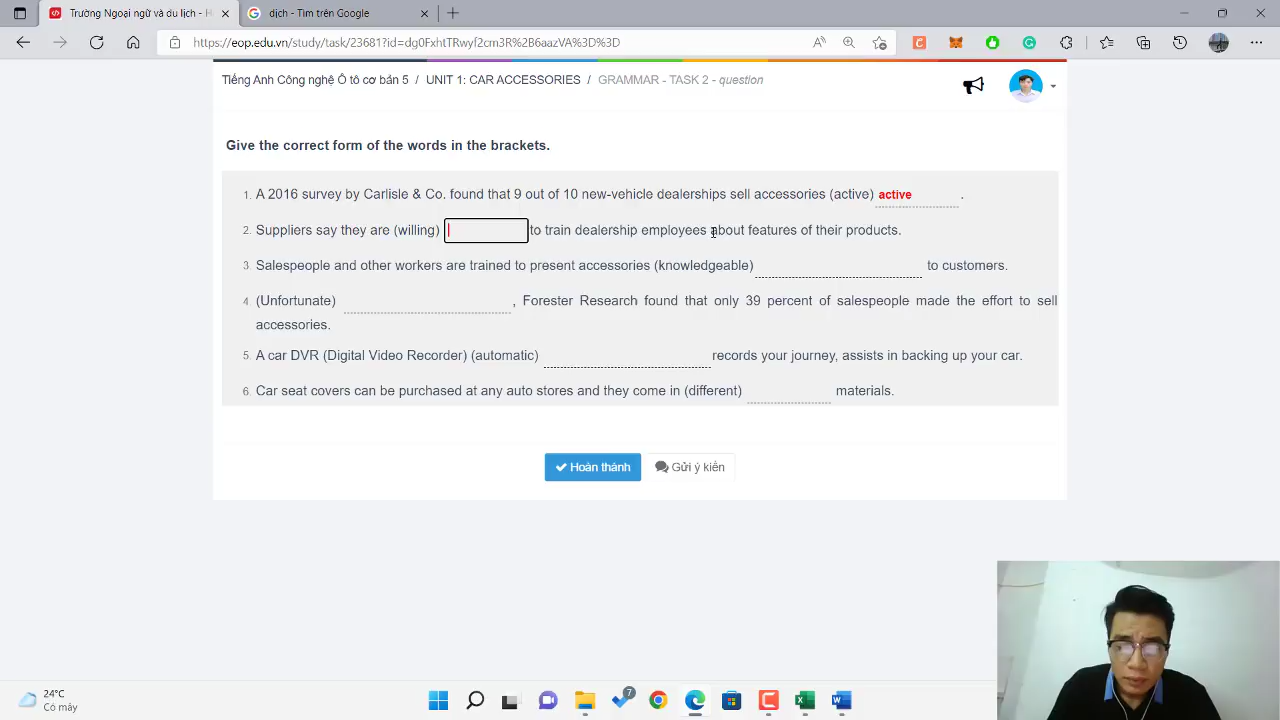 Trường Ngoại ngữ và du lịch - H
dịch - Tìm trên Google
https://eop.edu.vn/study/task/23681?id=dg0FxhtTRwyf2cm3R%2B6aazVA%3D%3D
Tiếng Anh Công nghệ Ô tô cơ bản 5 / UNIT 1: CAR ACCESSORIES / GRAMMAR - TASK 2 - question
Give the correct form of the words in the brackets.
1. A 2016 survey by Carlisle & Co. found that 9 out of 10 new-vehicle dealerships sell accessories (active) active .
2. Suppliers say they are (willing) to train dealership employees about features of their products.
3. Salespeople and other workers are trained to present accessories (knowledgeable) to customers.
4. (Unfortunate) , Forester Research found that only 39 percent of salespeople made the effort to sell
accessories.
5. A car DVR (Digital Video Recorder) (automatic) records your journey, assists in backing up your car.
6. Car seat covers can be purchased at any auto stores and they come in (different) materials.
Hoàn thành Gửi ý kiến
24°C
Có mây
7